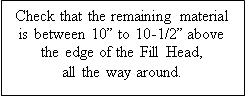 Check that the remaining material
is between 10” to 10-1/2” above
the edge of the Fill Head,
all the way around.